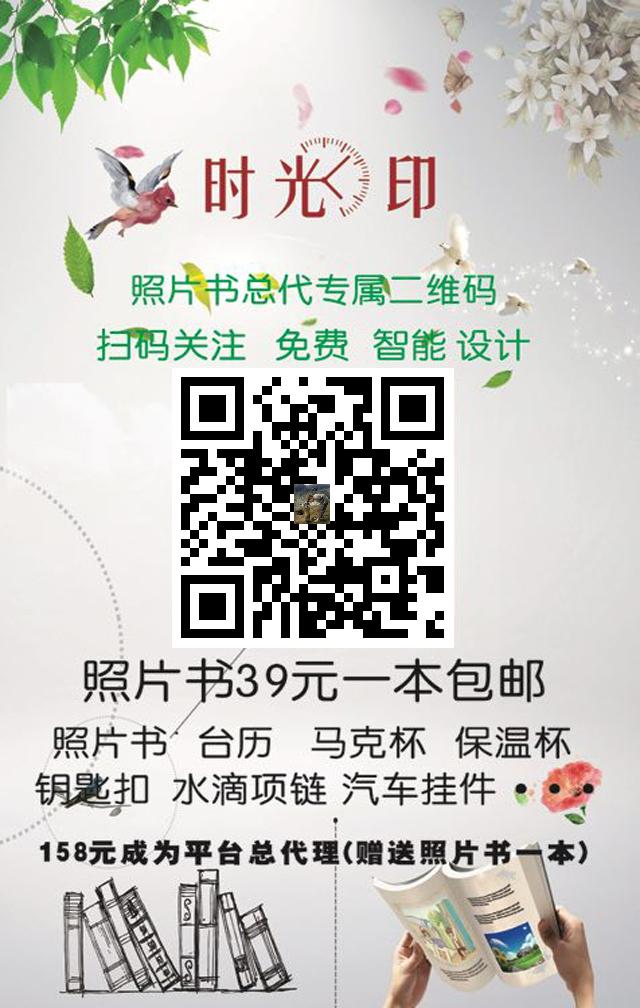 时光印
照片书总代专属二维码
扫码关注 免费 智能 设计
照片书39元一本包邮
照片书 台历 马克杯 保温杯
钥匙扣 水滴项链 汽车挂件
158元成为平台总代理(赠送照片书一本)